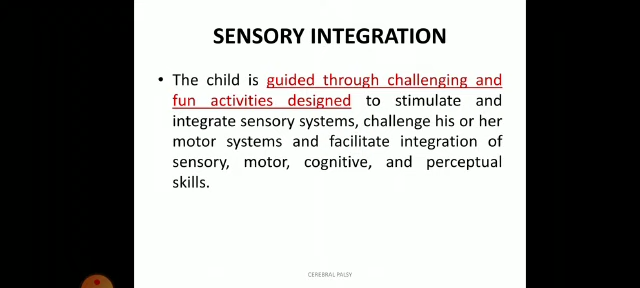 SENSORY INTEGRATION
• The child is guided through challenging and
fun activities designed to stimulate and
integrate sensory systems, challenge his or her
motor systems and facilitate integration of
sensory, motor, cognitive, and perceptual
skills.
CEREBRAL PALSY